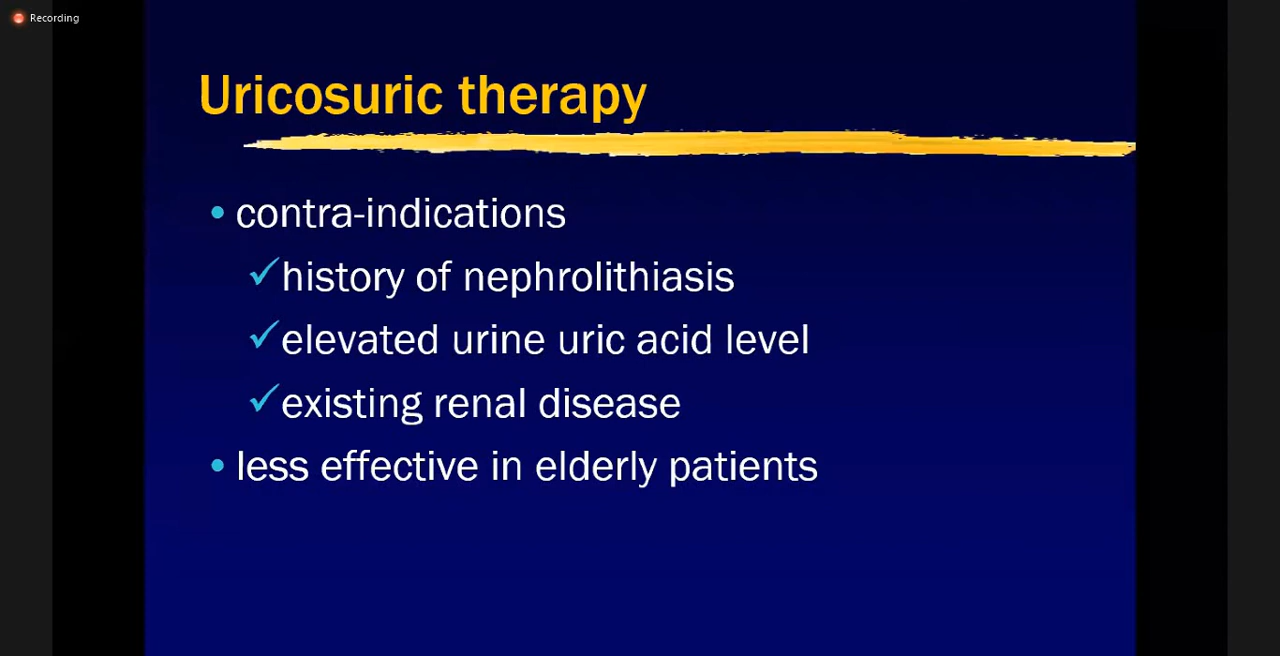 Recording
Uricosuric therapy
• contra-indications
✓history of nephrolithiasis
✓elevated urine uric acid level
✓existing renal disease
• less effective in elderly patients